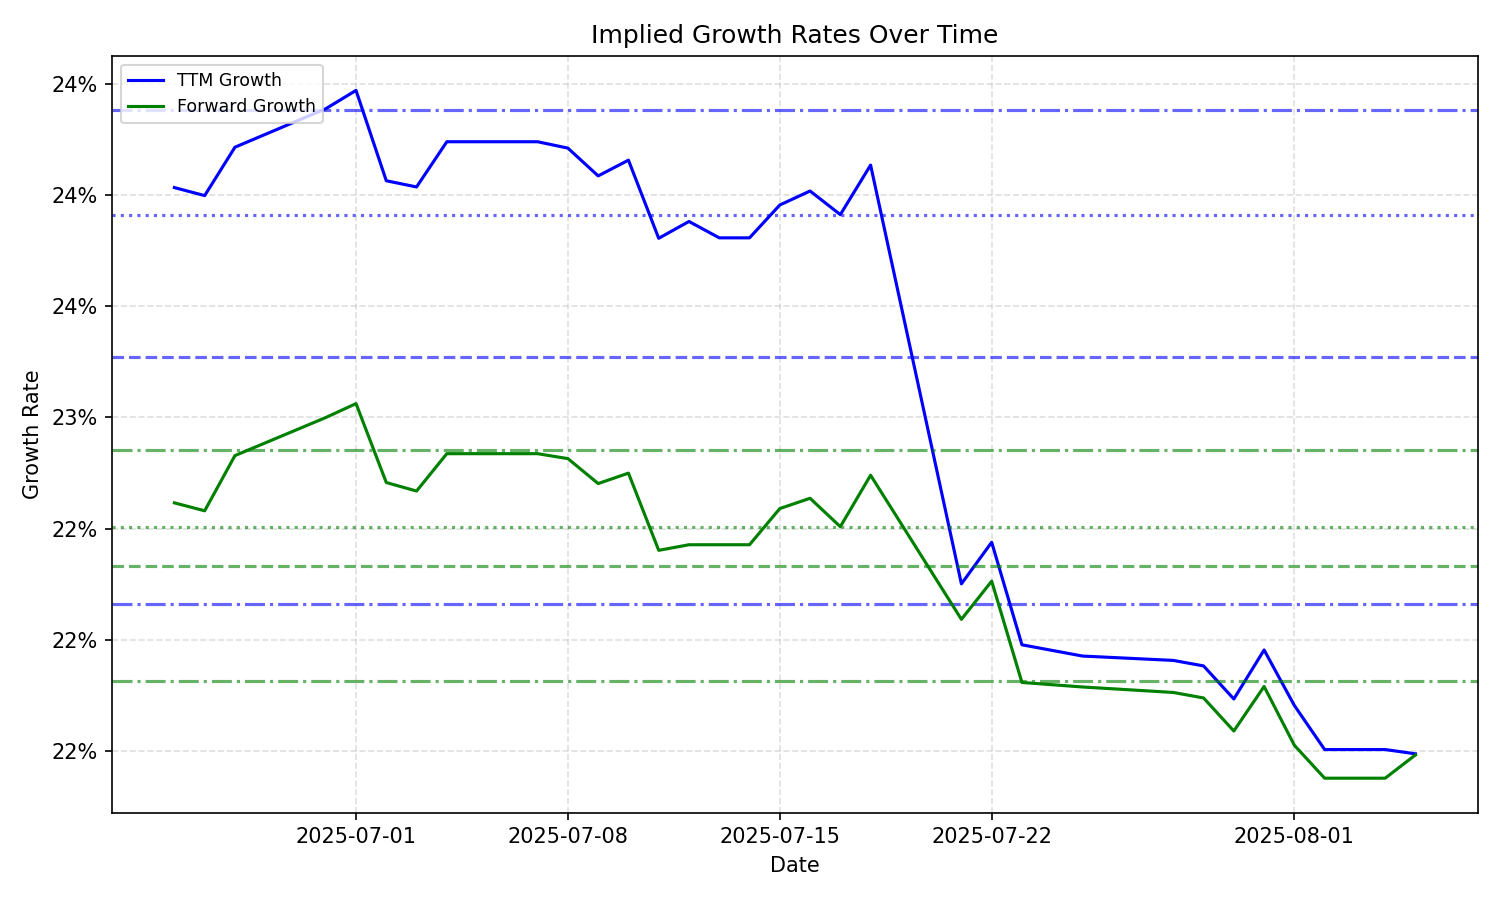 Implied Growth Rates Over Time
TTM Growth
Forward Growth
24%
24%
24%
23%
22%
22%
22%
Growth Rate
2025-07-01
2025-07-08
2025-07-15
2025-07-22
2025-08-01
Date